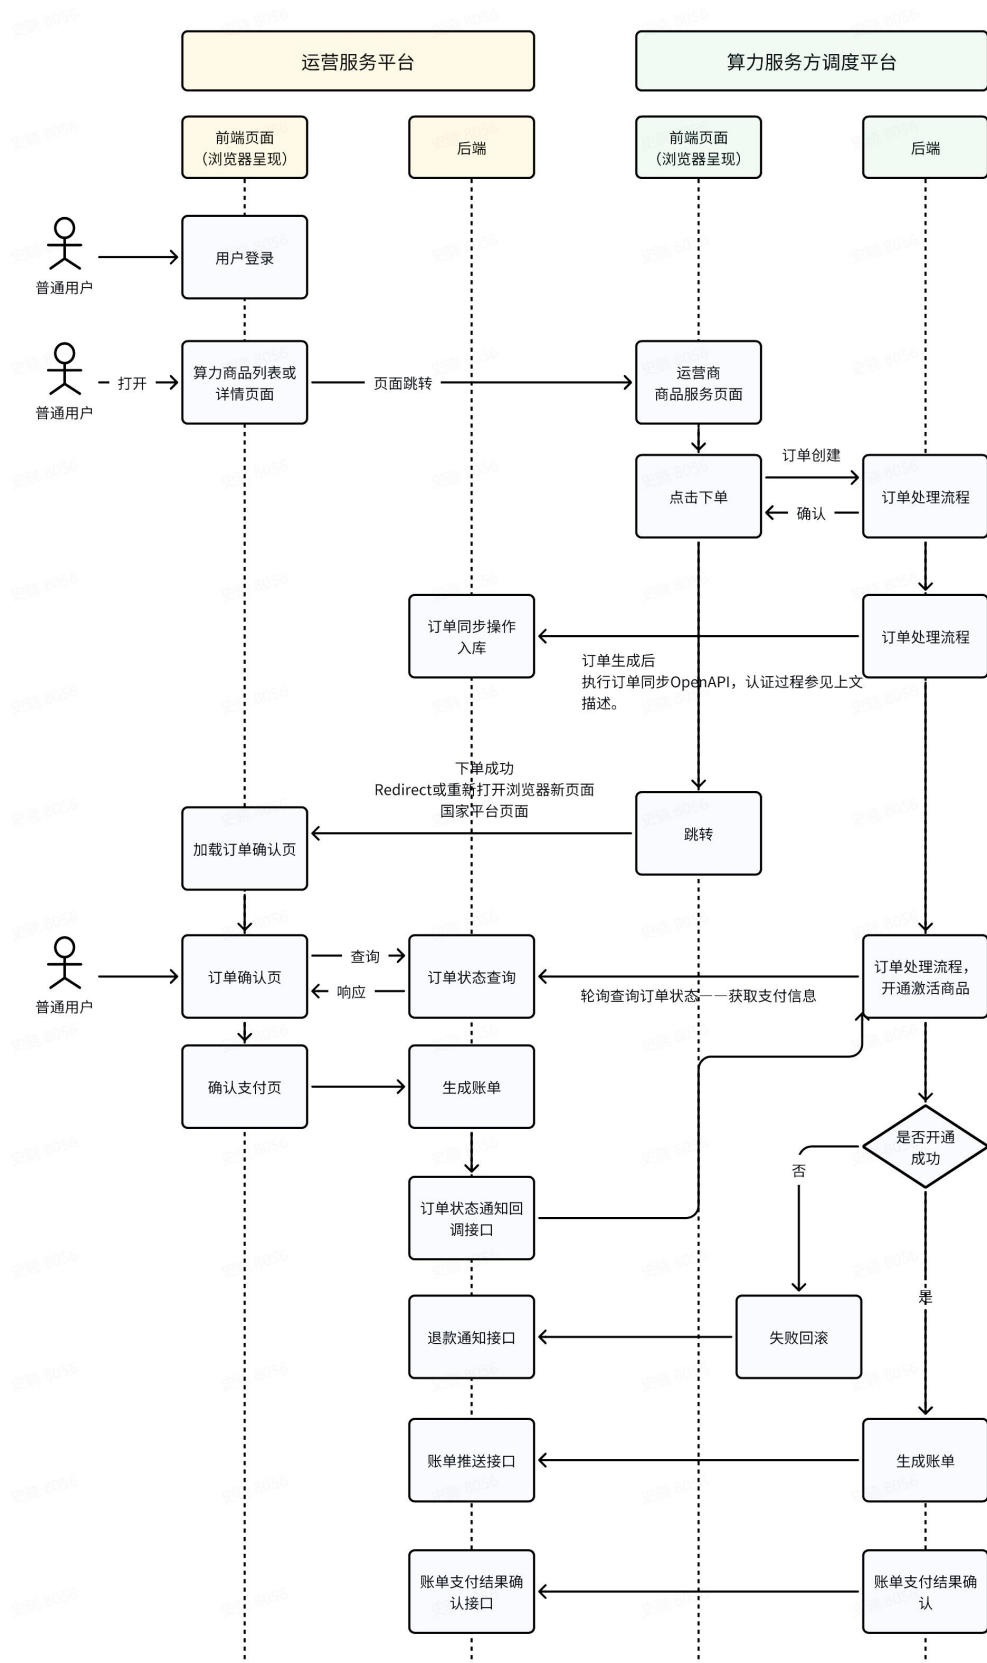 运营服务平台
算力服务方调度平台
前端页面
（浏览器呈现）
后端
前端页面
（浏览器呈现）
后端
普通用户
用户登录
普通用户
打开
算力商品列表或
详情页面
页面跳转
运营商
商品服务页面
点击下单
订单创建
确认
订单处理流程
订单同步操作
入库
订单处理流程
订单生成后
执行订单同步OpenAPI，认证过程参见上文
描述。
下单成功
Redirect或重新打开浏览器新页面
国家平台页面
加载订单确认页
跳转
普通用户
订单确认页
查询
响应
订单状态查询
轮询查询订单状态——获取支付信息
订单处理流程，
开通激活商品
确认支付页
生成账单
是否开通
成功
否
是
订单状态通知回
调接口
退款通知接口
失败回滚
账单推送接口
生成账单
账单支付结果确
认接口
账单支付结果确
认